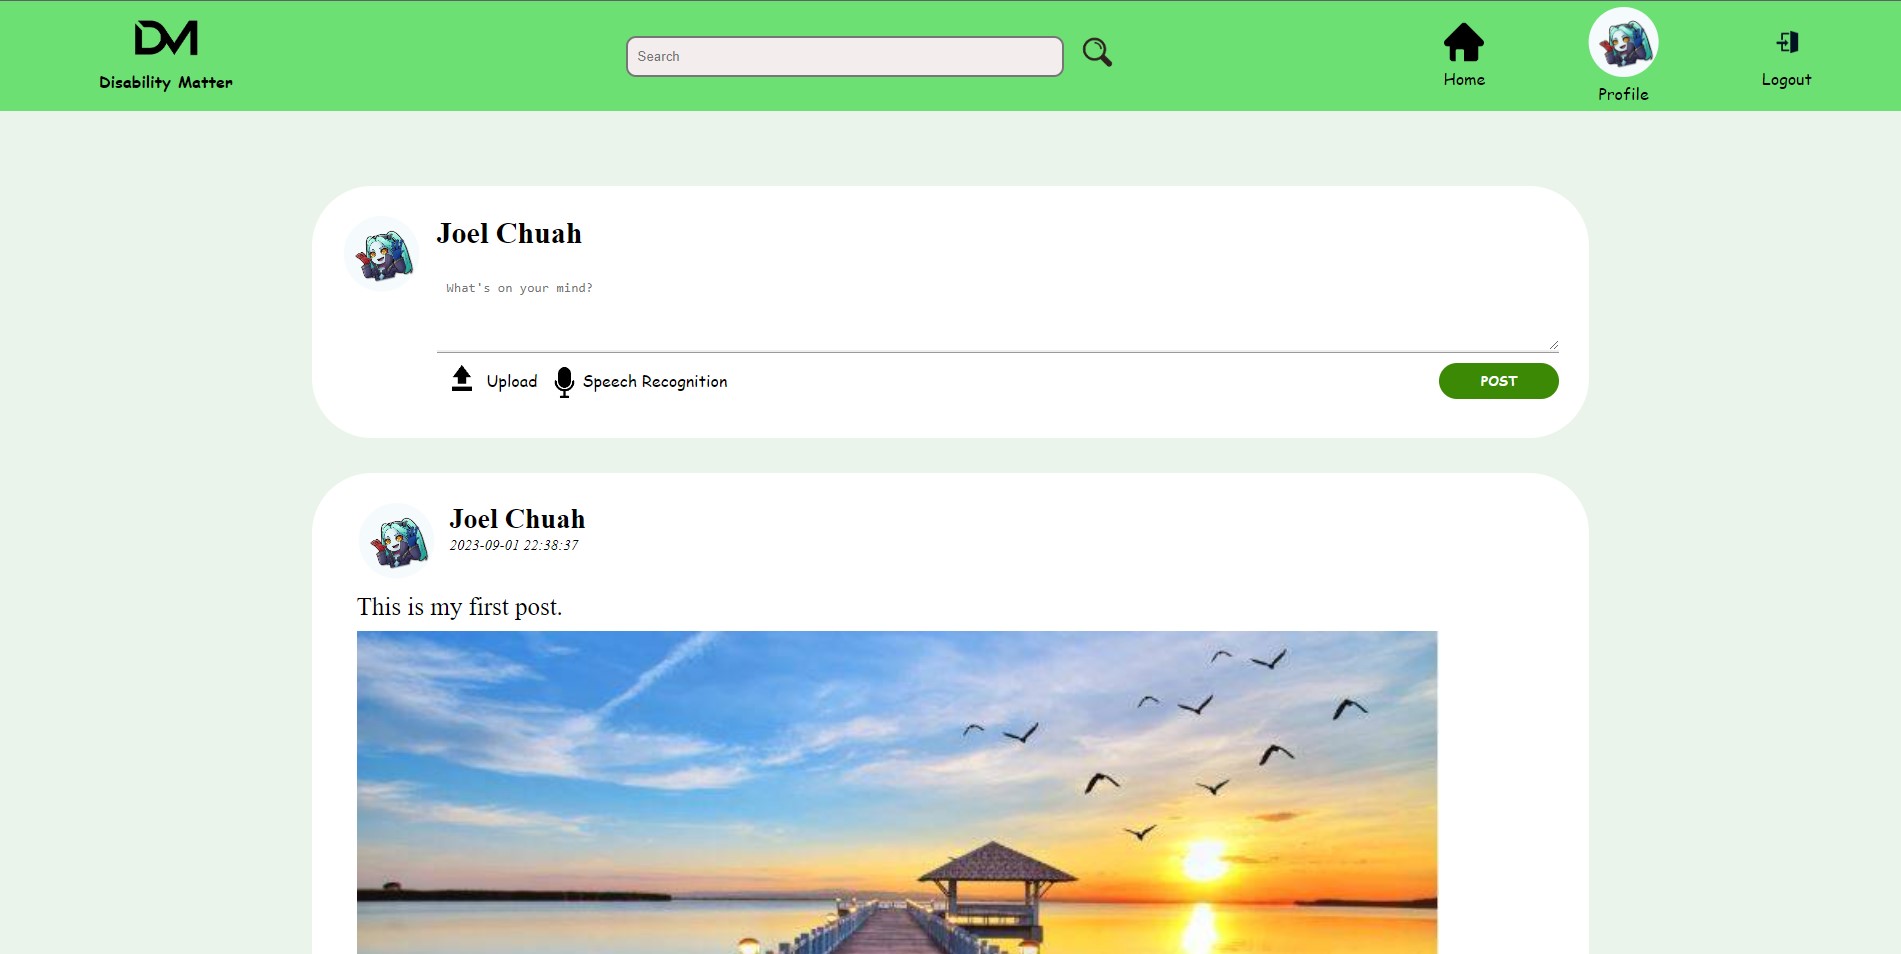 DM
Disability Matter
Search
Home
Profile
Logout
Joel Chuah
What's on your mind?
Upload
Speech Recognition
POST
Joel Chuah
2023-09-01 22:38:37
This is my first post.